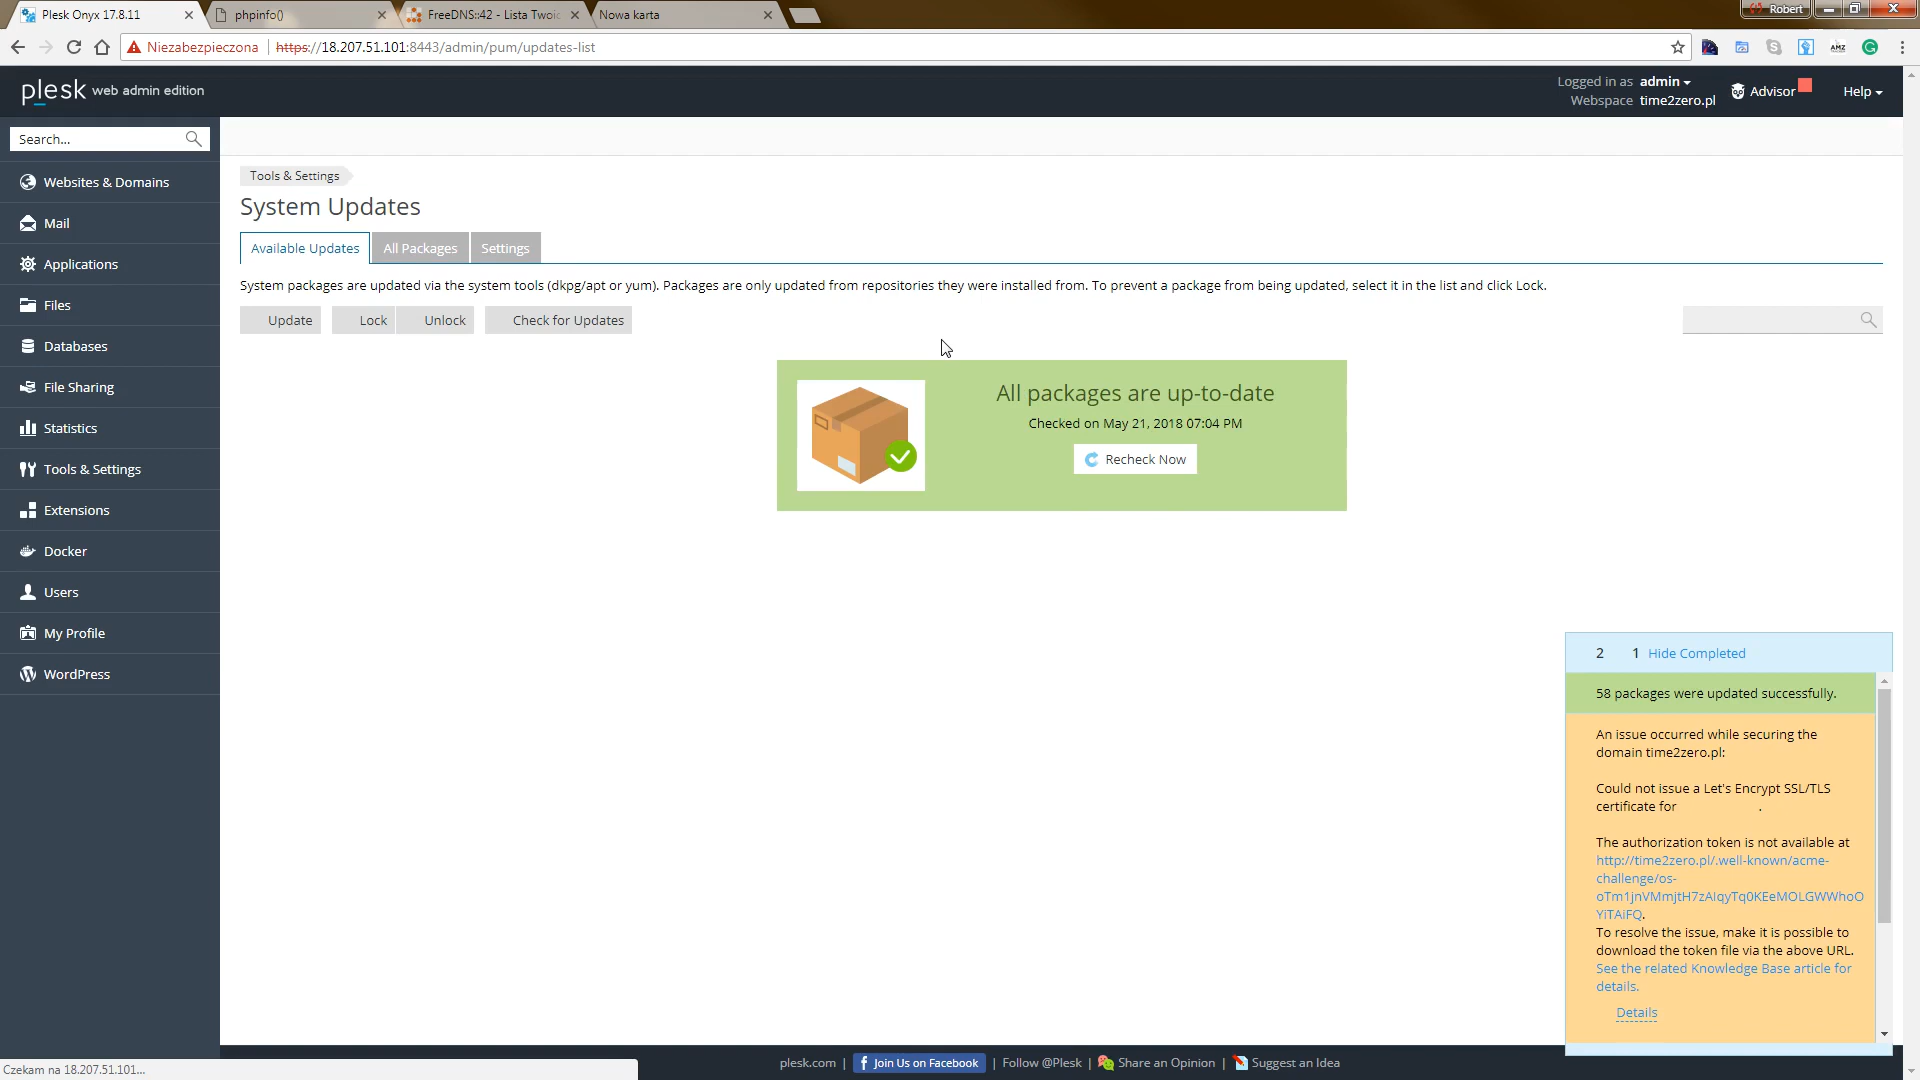 Plesk Onyx 17.8.11
phpinfo()
FreeDNS::42 - Lista Twoic
Nowa karta
Robert
Niezabezpieczona
https://18.207.51.101:8443/admin/pum/updates-list
AMZ
plesk web admin edition
Logged in as admin
Webspace time2zero.pl
Advisor
Help
Search...
Websites & Domains
Mail
Applications
Files
Databases
File Sharing
Statistics
Tools & Settings
Extensions
Docker
Users
My Profile
WordPress
Tools & Settings
System Updates
Available Updates
All Packages
Settings
System packages are updated via the system tools (dkpg/apt or yum). Packages are only updated from repositories they were installed from. To prevent a package from being updated, select it in the list and click Lock.
Update
Lock
Unlock
Check for Updates
All packages are up-to-date
Checked on May 21, 2018 07:04 PM
Recheck Now
2 1 Hide Completed
58 packages were updated successfully.
An issue occurred while securing the
domain time2zero.pl:
Could not issue a Let's Encrypt SSL/TLS
certificate for .
The authorization token is not available at
http://time2zero.pl/.well-known/acme-
challenge/os-
oTm1jnVMmjtH7zAIqyTq0KEeMOLGWWhoO
YiTAiFQ.
To resolve the issue, make it is possible to
download the token file via the above URL.
See the related Knowledge Base article for
details.
Details
plesk.com | Join Us on Facebook | Follow @Plesk | Share an Opinion | Suggest an Idea
Czekam na 18.207.51.101...